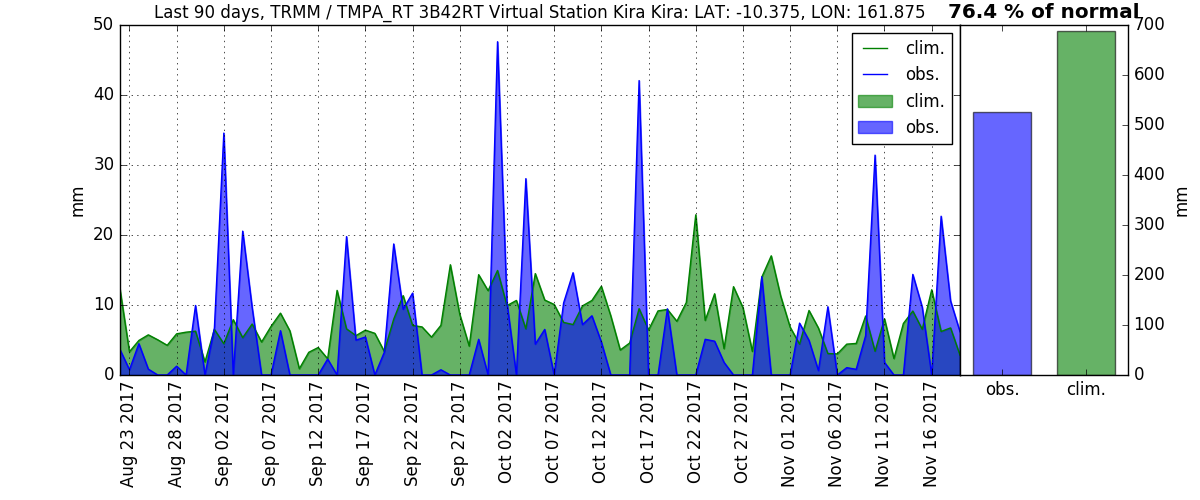 Last 90 days, TRMM / TMPA_RT 3B42RT Virtual Station Kira Kira: LAT: -10.375, LON: 161.875
76.4 % of normal
50
40
30
20
10
0
mm
clim.
obs.
clim.
obs.
700
600
500
400
300
200
100
0
mm
obs.
clim.
Aug 23 2017
Aug 28 2017
Sep 02 2017
Sep 07 2017
Sep 12 2017
Sep 17 2017
Sep 22 2017
Sep 27 2017
Oct 02 2017
Oct 07 2017
Oct 12 2017
Oct 17 2017
Oct 22 2017
Oct 27 2017
Nov 01 2017
Nov 06 2017
Nov 11 2017
Nov 16 2017